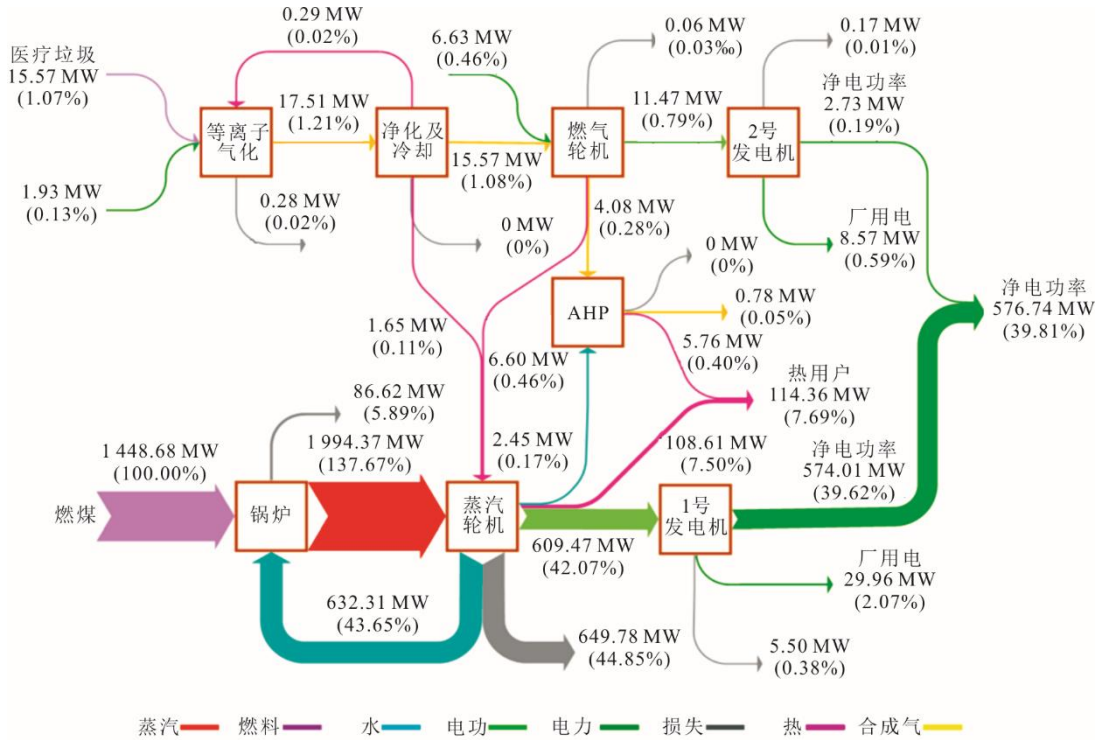 0.29 MW
(0.02%)
医疗垃圾
15.57 MW
(1.07%)
6.63 MW
(0.46%)
0.06 MW
(0.03‰)
0.17 MW
(0.01%)
17.51 MW
(1.21%)
11.47 MW
(0.79%)
净电功率
2.73 MW
(0.19%)
等离子
气化
净化及
冷却
燃气
轮机
2号
发电机
15.57 MW
(1.08%)
1.93 MW
(0.13%)
0.28 MW
(0.02%)
0 MW
(0%)
4.08 MW
(0.28%)
厂用电
8.57 MW
(0.59%)
0 MW
(0%)
AHP
0.78 MW
(0.05%)
净电功率
576.74 MW
(39.81%)
1.65 MW
(0.11%)
6.60 MW
(0.46%)
5.76 MW
(0.40%)
86.62 MW
(5.89%)
热用户
114.36 MW
(7.69%)
1 448.68 MW
(100.00%)
1 994.37 MW
(137.67%)
2.45 MW
(0.17%)
108.61 MW
(7.50%)
净电功率
574.01 MW
(39.62%)
燃煤
锅炉
蒸汽
轮机
1号
发电机
609.47 MW
(42.07%)
厂用电
29.96 MW
(2.07%)
632.31 MW
(43.65%)
649.78 MW
(44.85%)
5.50 MW
(0.38%)
蒸汽 燃料 水 电功 电力 损失 热 合成气